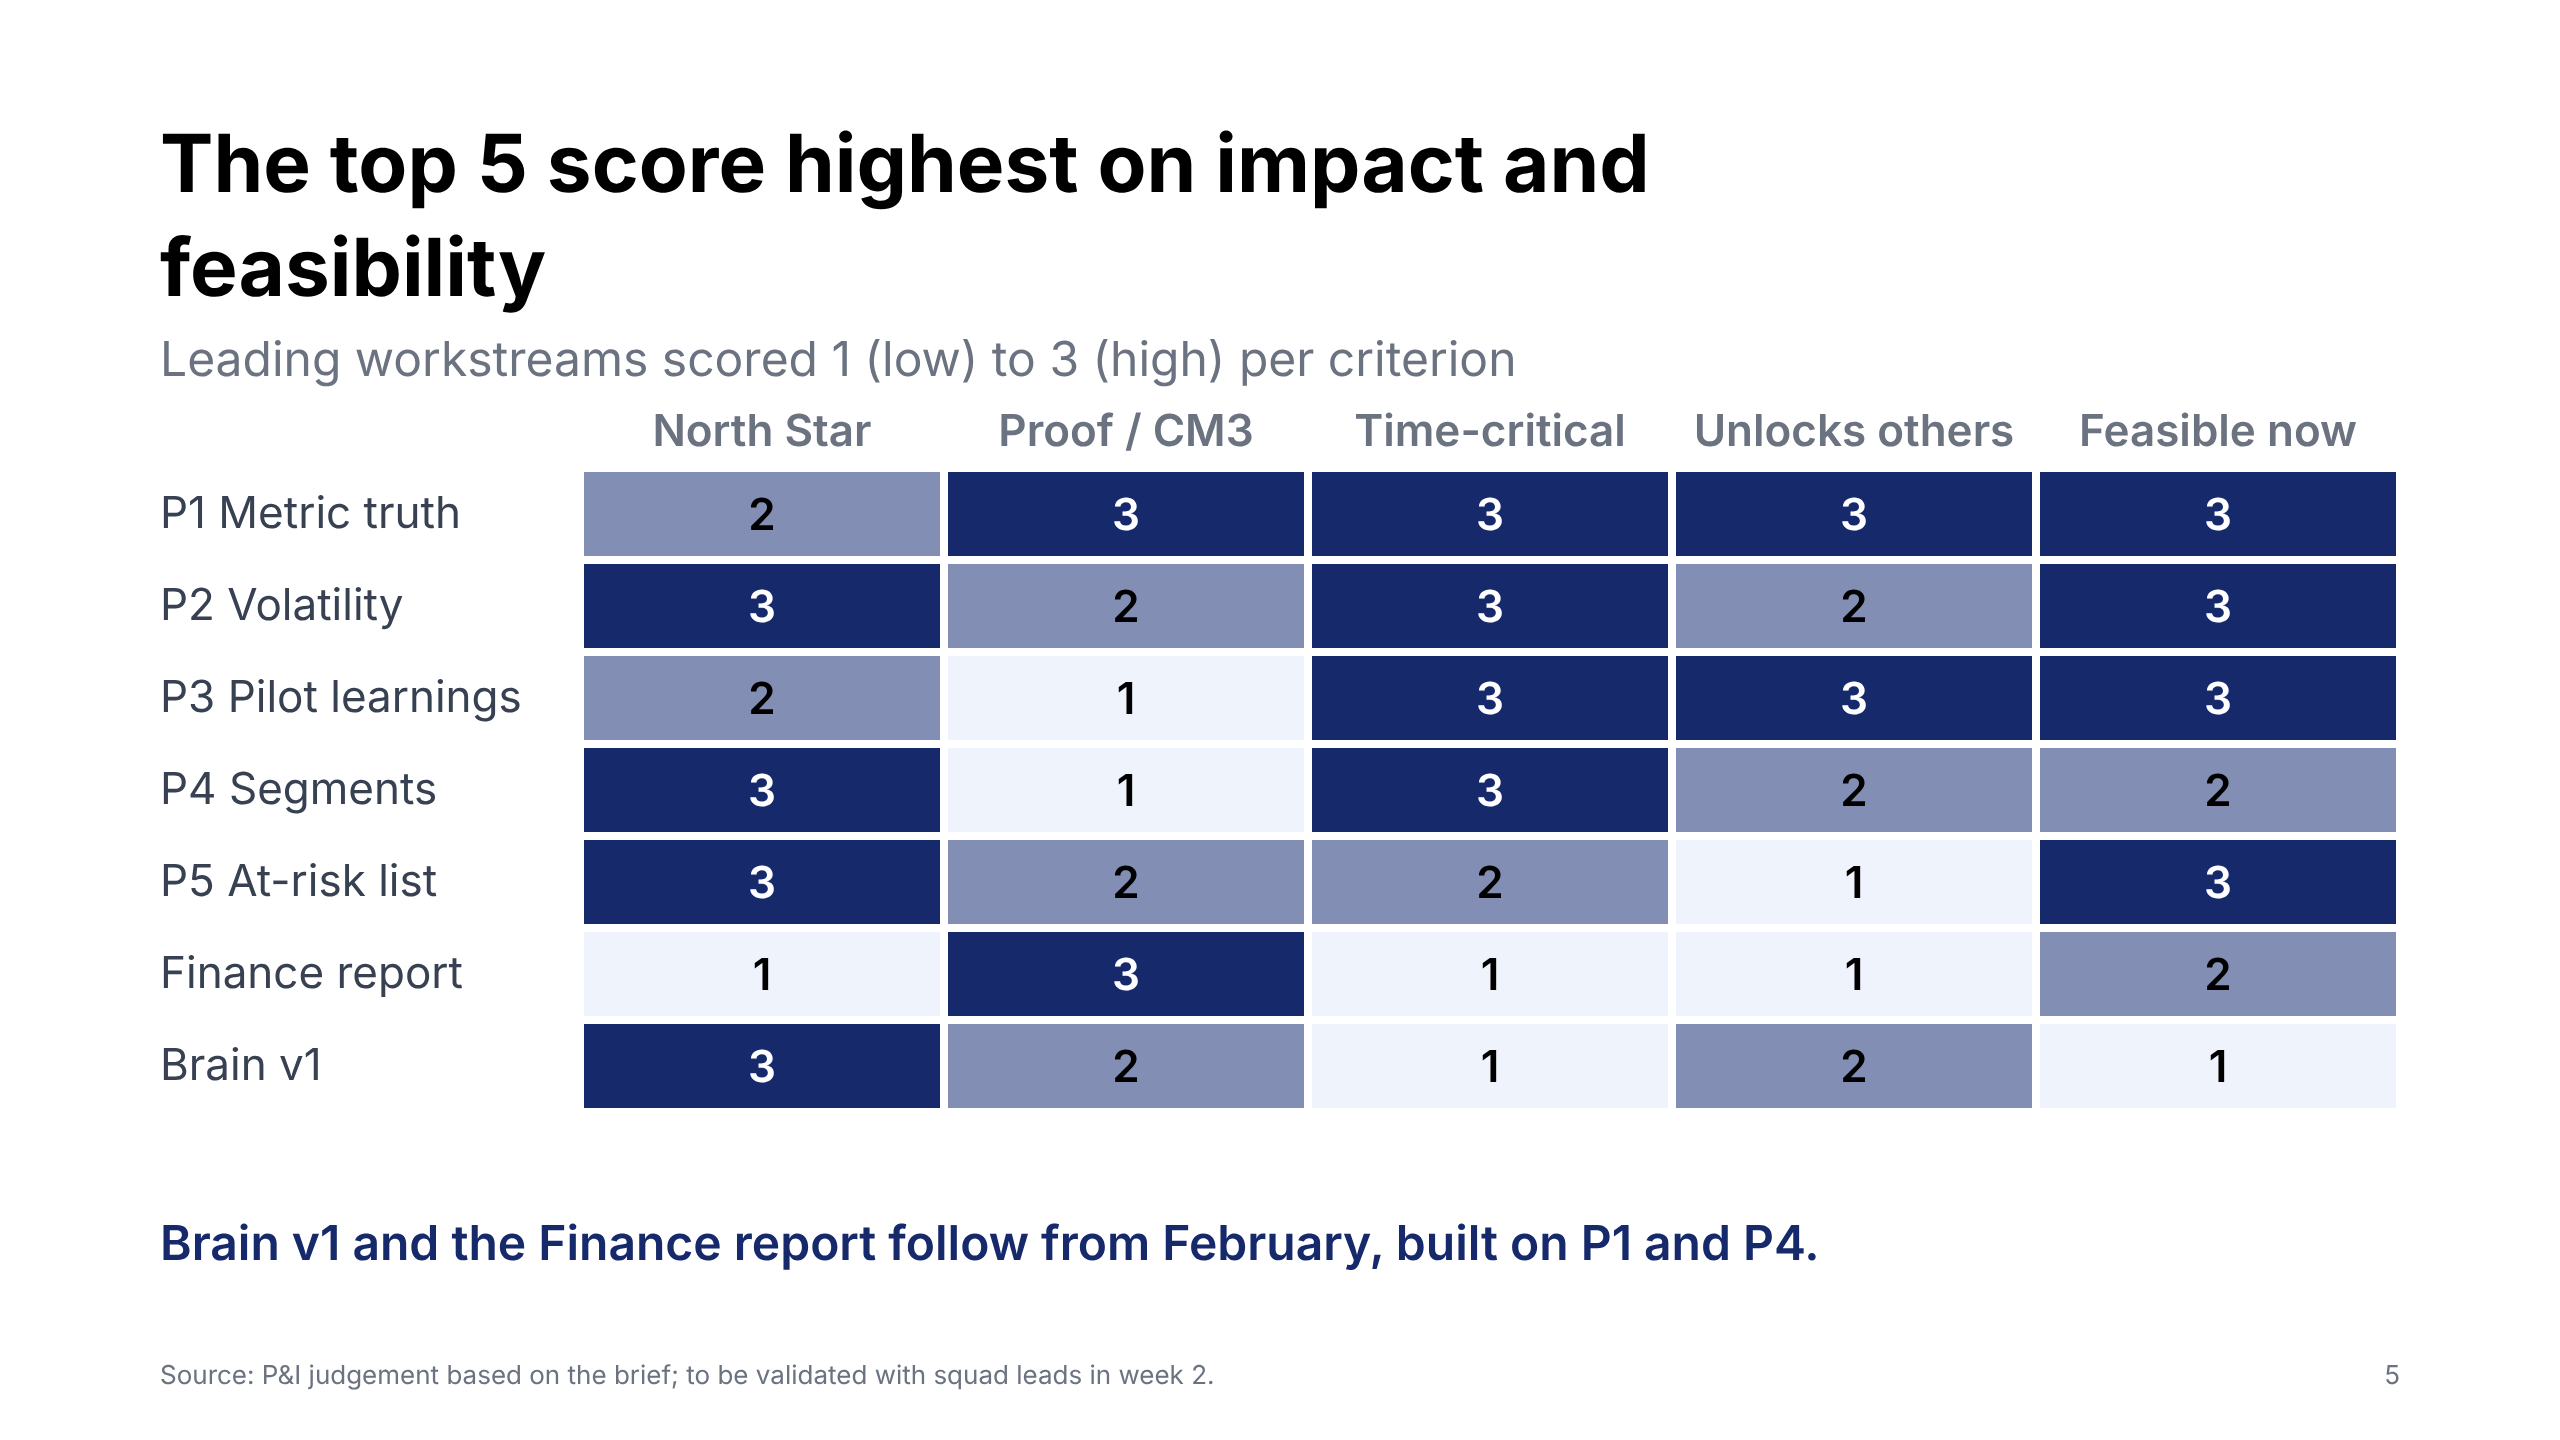 The top 5 score highest on impact and
feasibility
Leading workstreams scored 1 (low) to 3 (high) per criterion
North Star Proof / CM3 Time-critical Unlocks others Feasible now
P1 Metric truth 2 3 3 3 3
P2 Volatility 3 2 3 2 3
P3 Pilot learnings 2 1 3 3 3
P4 Segments 3 1 3 2 2
P5 At-risk list 3 2 2 1 3
Finance report 1 3 1 1 2
Brain v1 3 2 1 2 1
Brain v1 and the Finance report follow from February, built on P1 and P4.
Source: P&I judgement based on the brief; to be validated with squad leads in week 2. 5